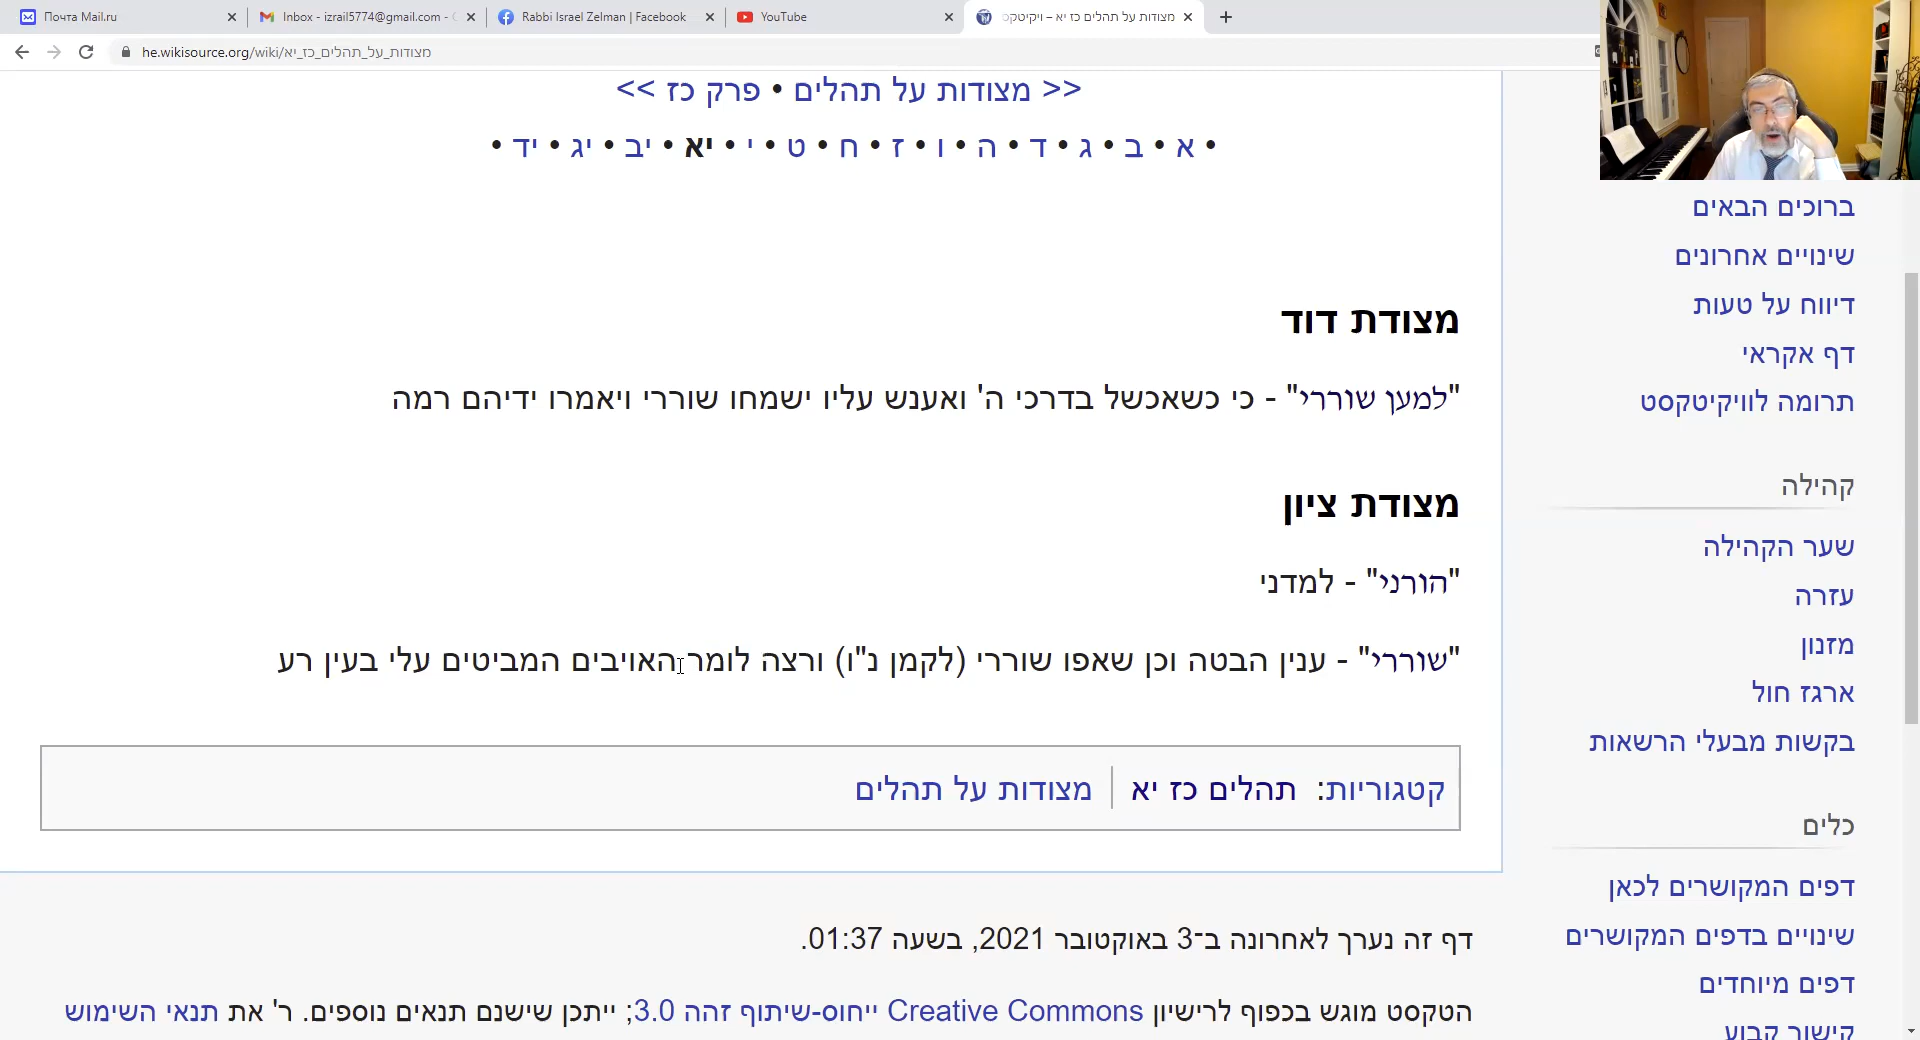 Почта Mail.ru
Inbox - izrail5774@gmail.com -
Rabbi Israel Zelman | Facebook
YouTube
מצודות על תהלים כז יא – ויקיטקס
he.wikisource.org/wiki/מצודות_על_תהלים_כז_יא
<< מצודות על תהלים • פרק כז >>
• א • ב • ג • ד • ה • ו • ז • ח • ט • י • יא • יב • יג • יד •
מצודת דוד
"למען שוררי" - כי כשאכשל בדרכי ה' ואענש עליו ישמחו שוררי ויאמרו ידיהם רמה
מצודת ציון
"הורני" - למדני
"שוררי" - ענין הבטה וכן שאפו שוררי (לקמן נ"ו) ורצה לומר האויבים המביטים עלי בעין רע
קטגוריות: תהלים כז יא | מצודות על תהלים
דף זה נערך לאחרונה ב־3 באוקטובר 2021, בשעה 01:37.
הטקסט מוגש בכפוף לרישיון Creative Commons ייחוס-שיתוף זהה 3.0; ייתכן שישנם תנאים נוספים. ר' את תנאי השימוש
ברוכים הבאים
שינויים אחרונים
דיווח על טעות
דף אקראי
תרומה לוויקיטקסט
קהילה
שער הקהילה
עזרה
מזנון
ארגז חול
בקשות מבעלי הרשאות
כלים
דפים המקושרים לכאן
שינויים בדפים המקושרים
דפים מיוחדים
קישור קבוע